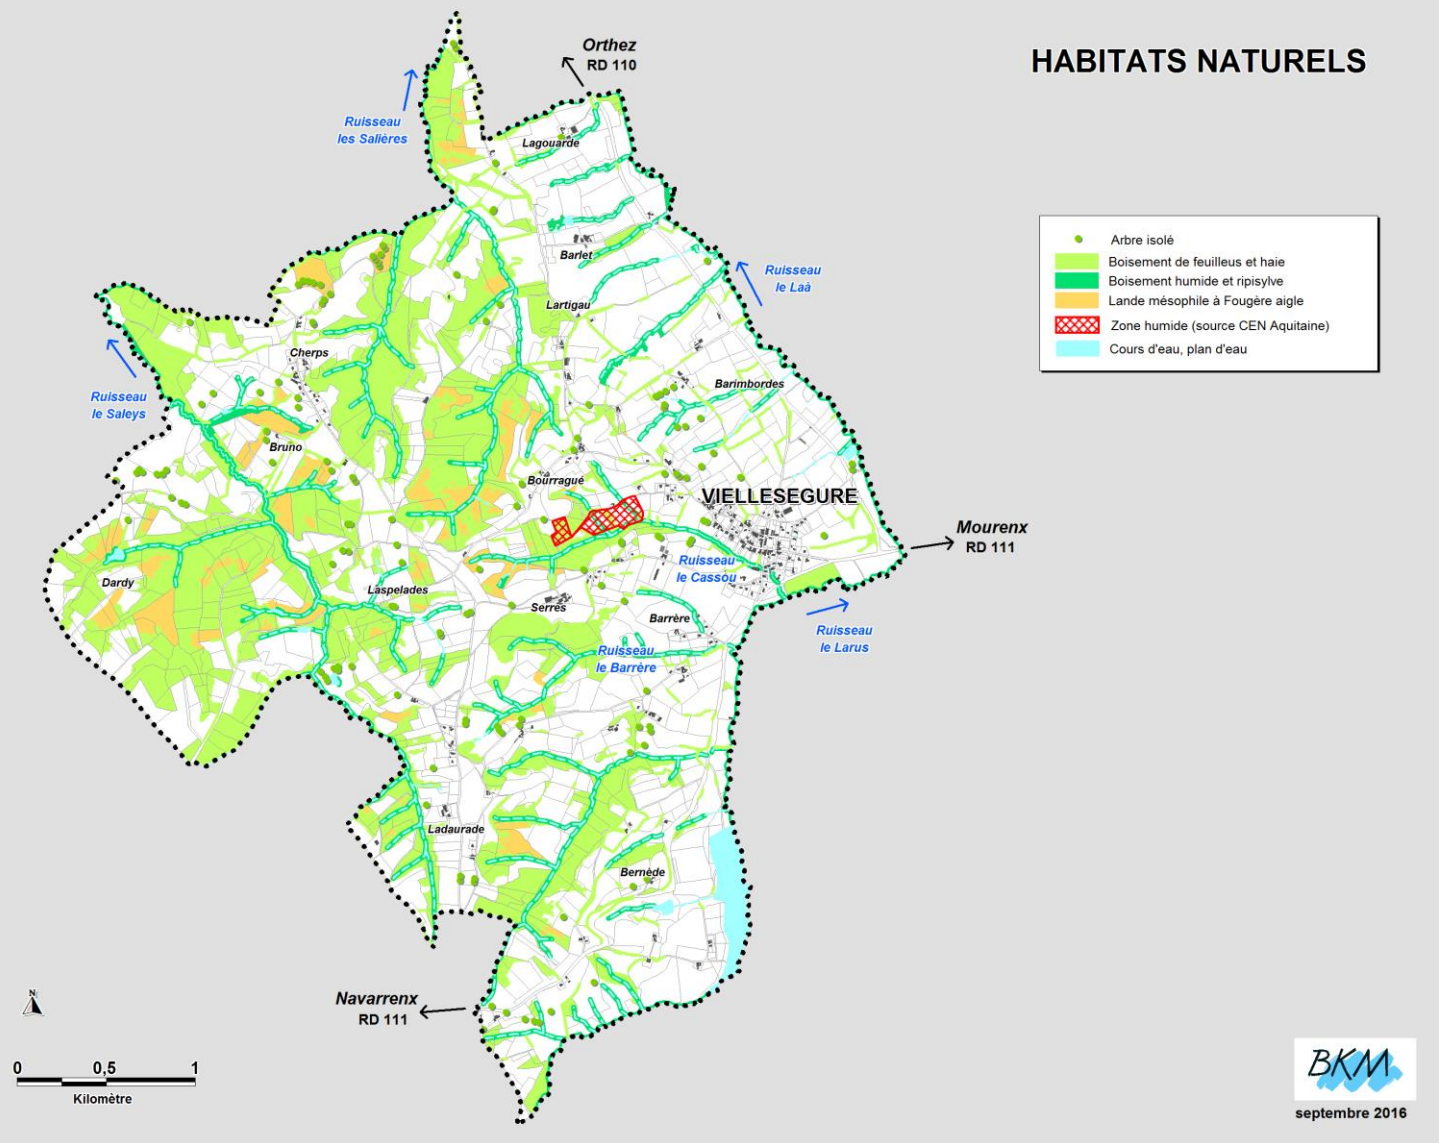 HABITATS NATURELS
Orthez
RD 110
Ruisseau
les Salières
Lagouarde
Barlet
Ruisseau
le Laà
Lartigau
Arbre isolé
Boisement de feuilleus et haie
Boisement humide et ripisylve
Lande mésophile à Fougère aigle
Zone humide (source CEN Aquitaine)
Cours d'eau, plan d'eau
Cherps
Barimbordes
Ruisseau
le Saleys
Bruno
Bourragué
VIELLESEGURE
Mourenx
RD 111
Ruisseau
le Cassou
Dardy
Laspelades
Serres
Barrère
Ruisseau
le Larus
Ruisseau
le Barrère
Ladaurade
Bernède
Navarrenx
RD 111
N
0 0,5 1
Kilomètre
BKM
septembre 2016